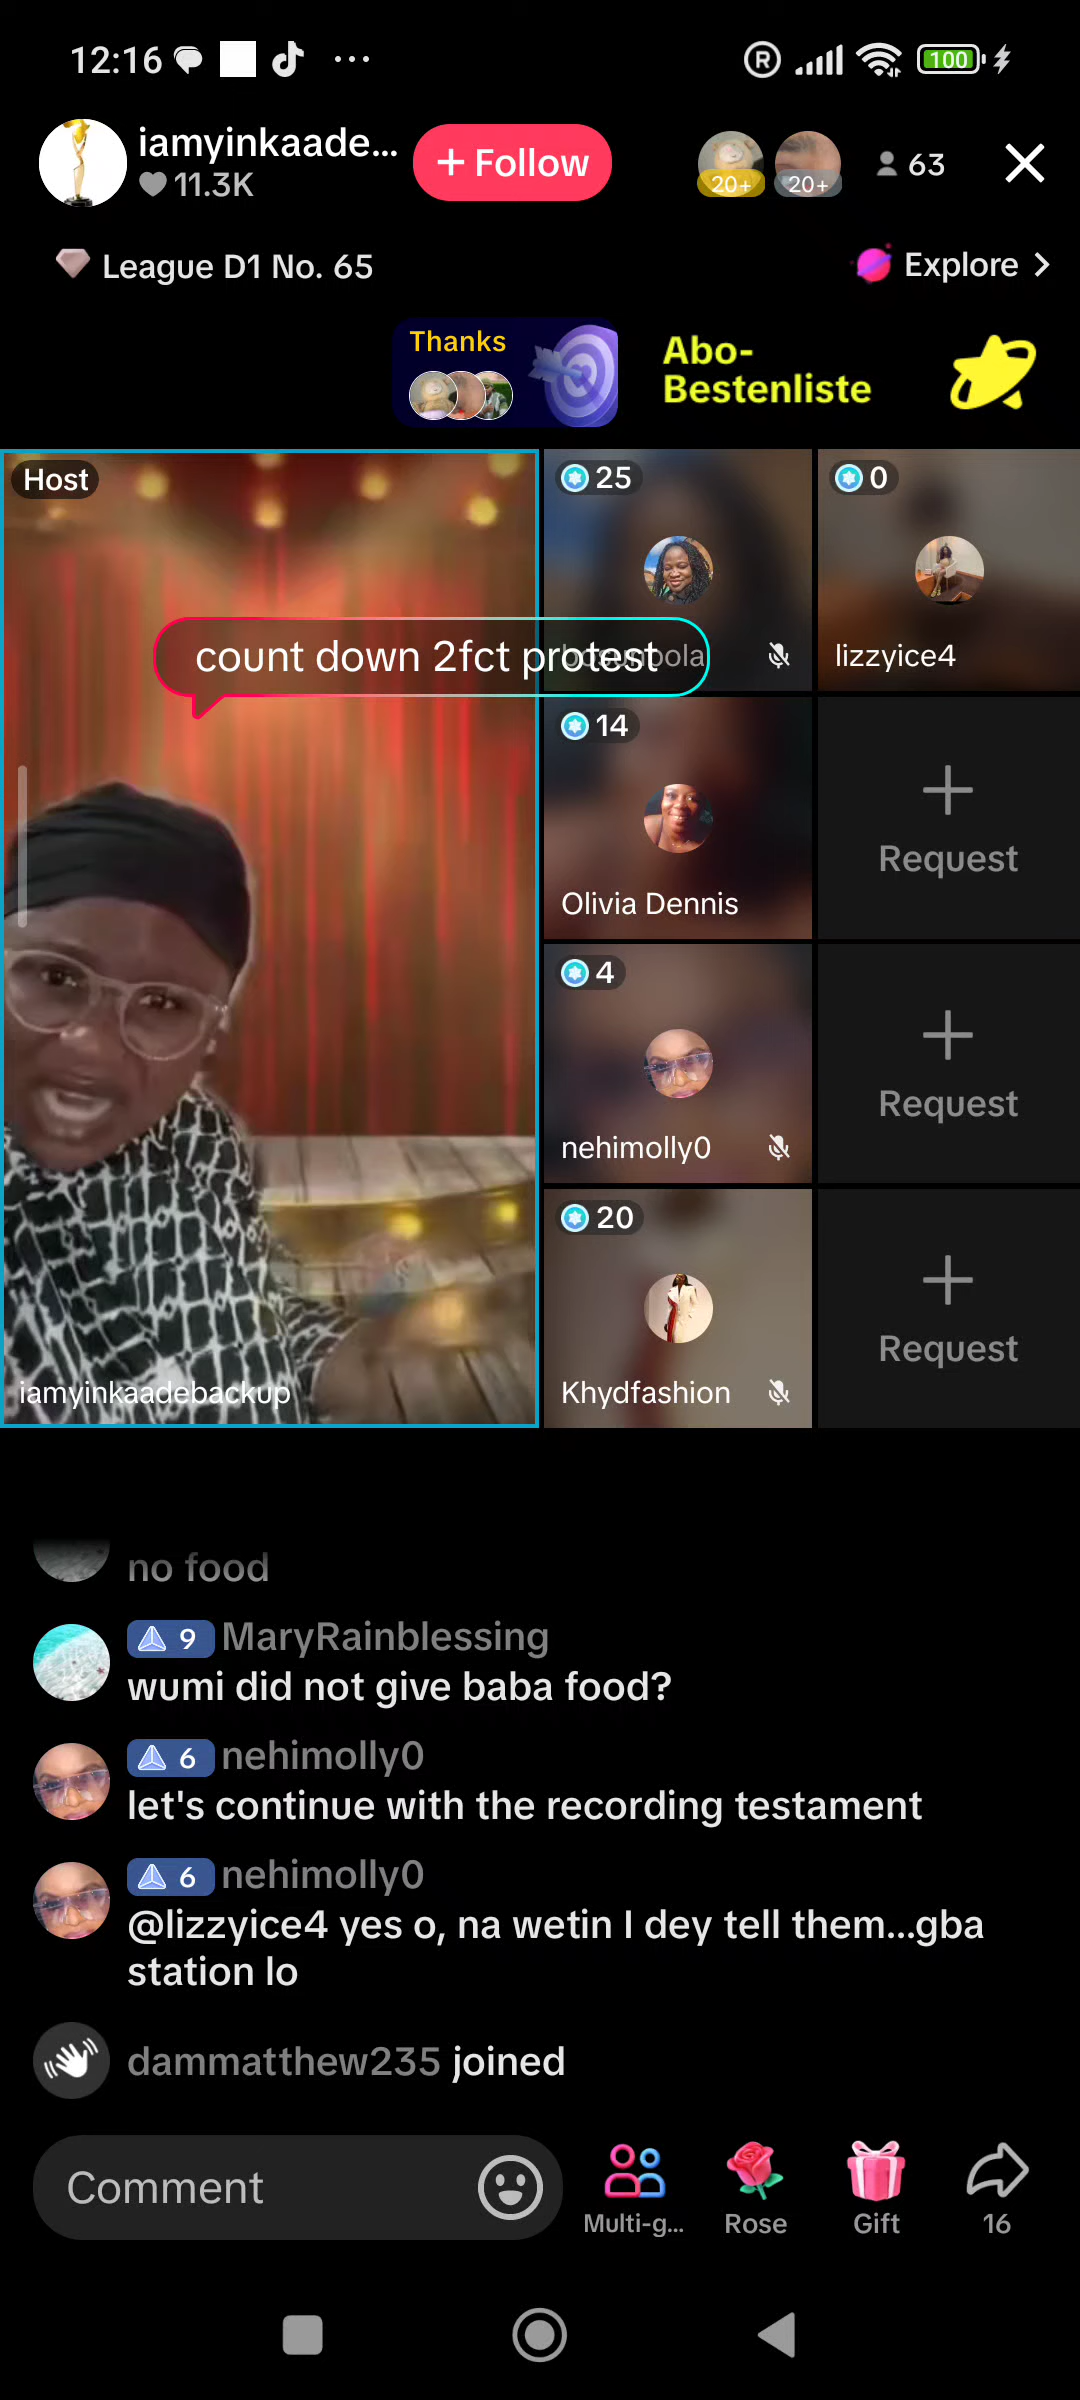 12:16
100
iamyinkaade...
11.3K
+ Follow
20+
20+
63
League D1 No. 65
Explore >
Thanks
Abo-
Bestenliste
Host
25
0
count down 2fct protest
lizzyice4
14
Olivia Dennis
Request
4
nehimolly0
Request
20
Khydfashion
Request
iamyinkaadebackup
no food
9 MaryRainblessing
wumi did not give baba food?
6 nehimolly0
let's continue with the recording testament
6 nehimolly0
@lizzyice4 yes o, na wetin I dey tell them...gba
station lo
dammatthew235 joined
Comment
Multi-g...
Rose
Gift
16